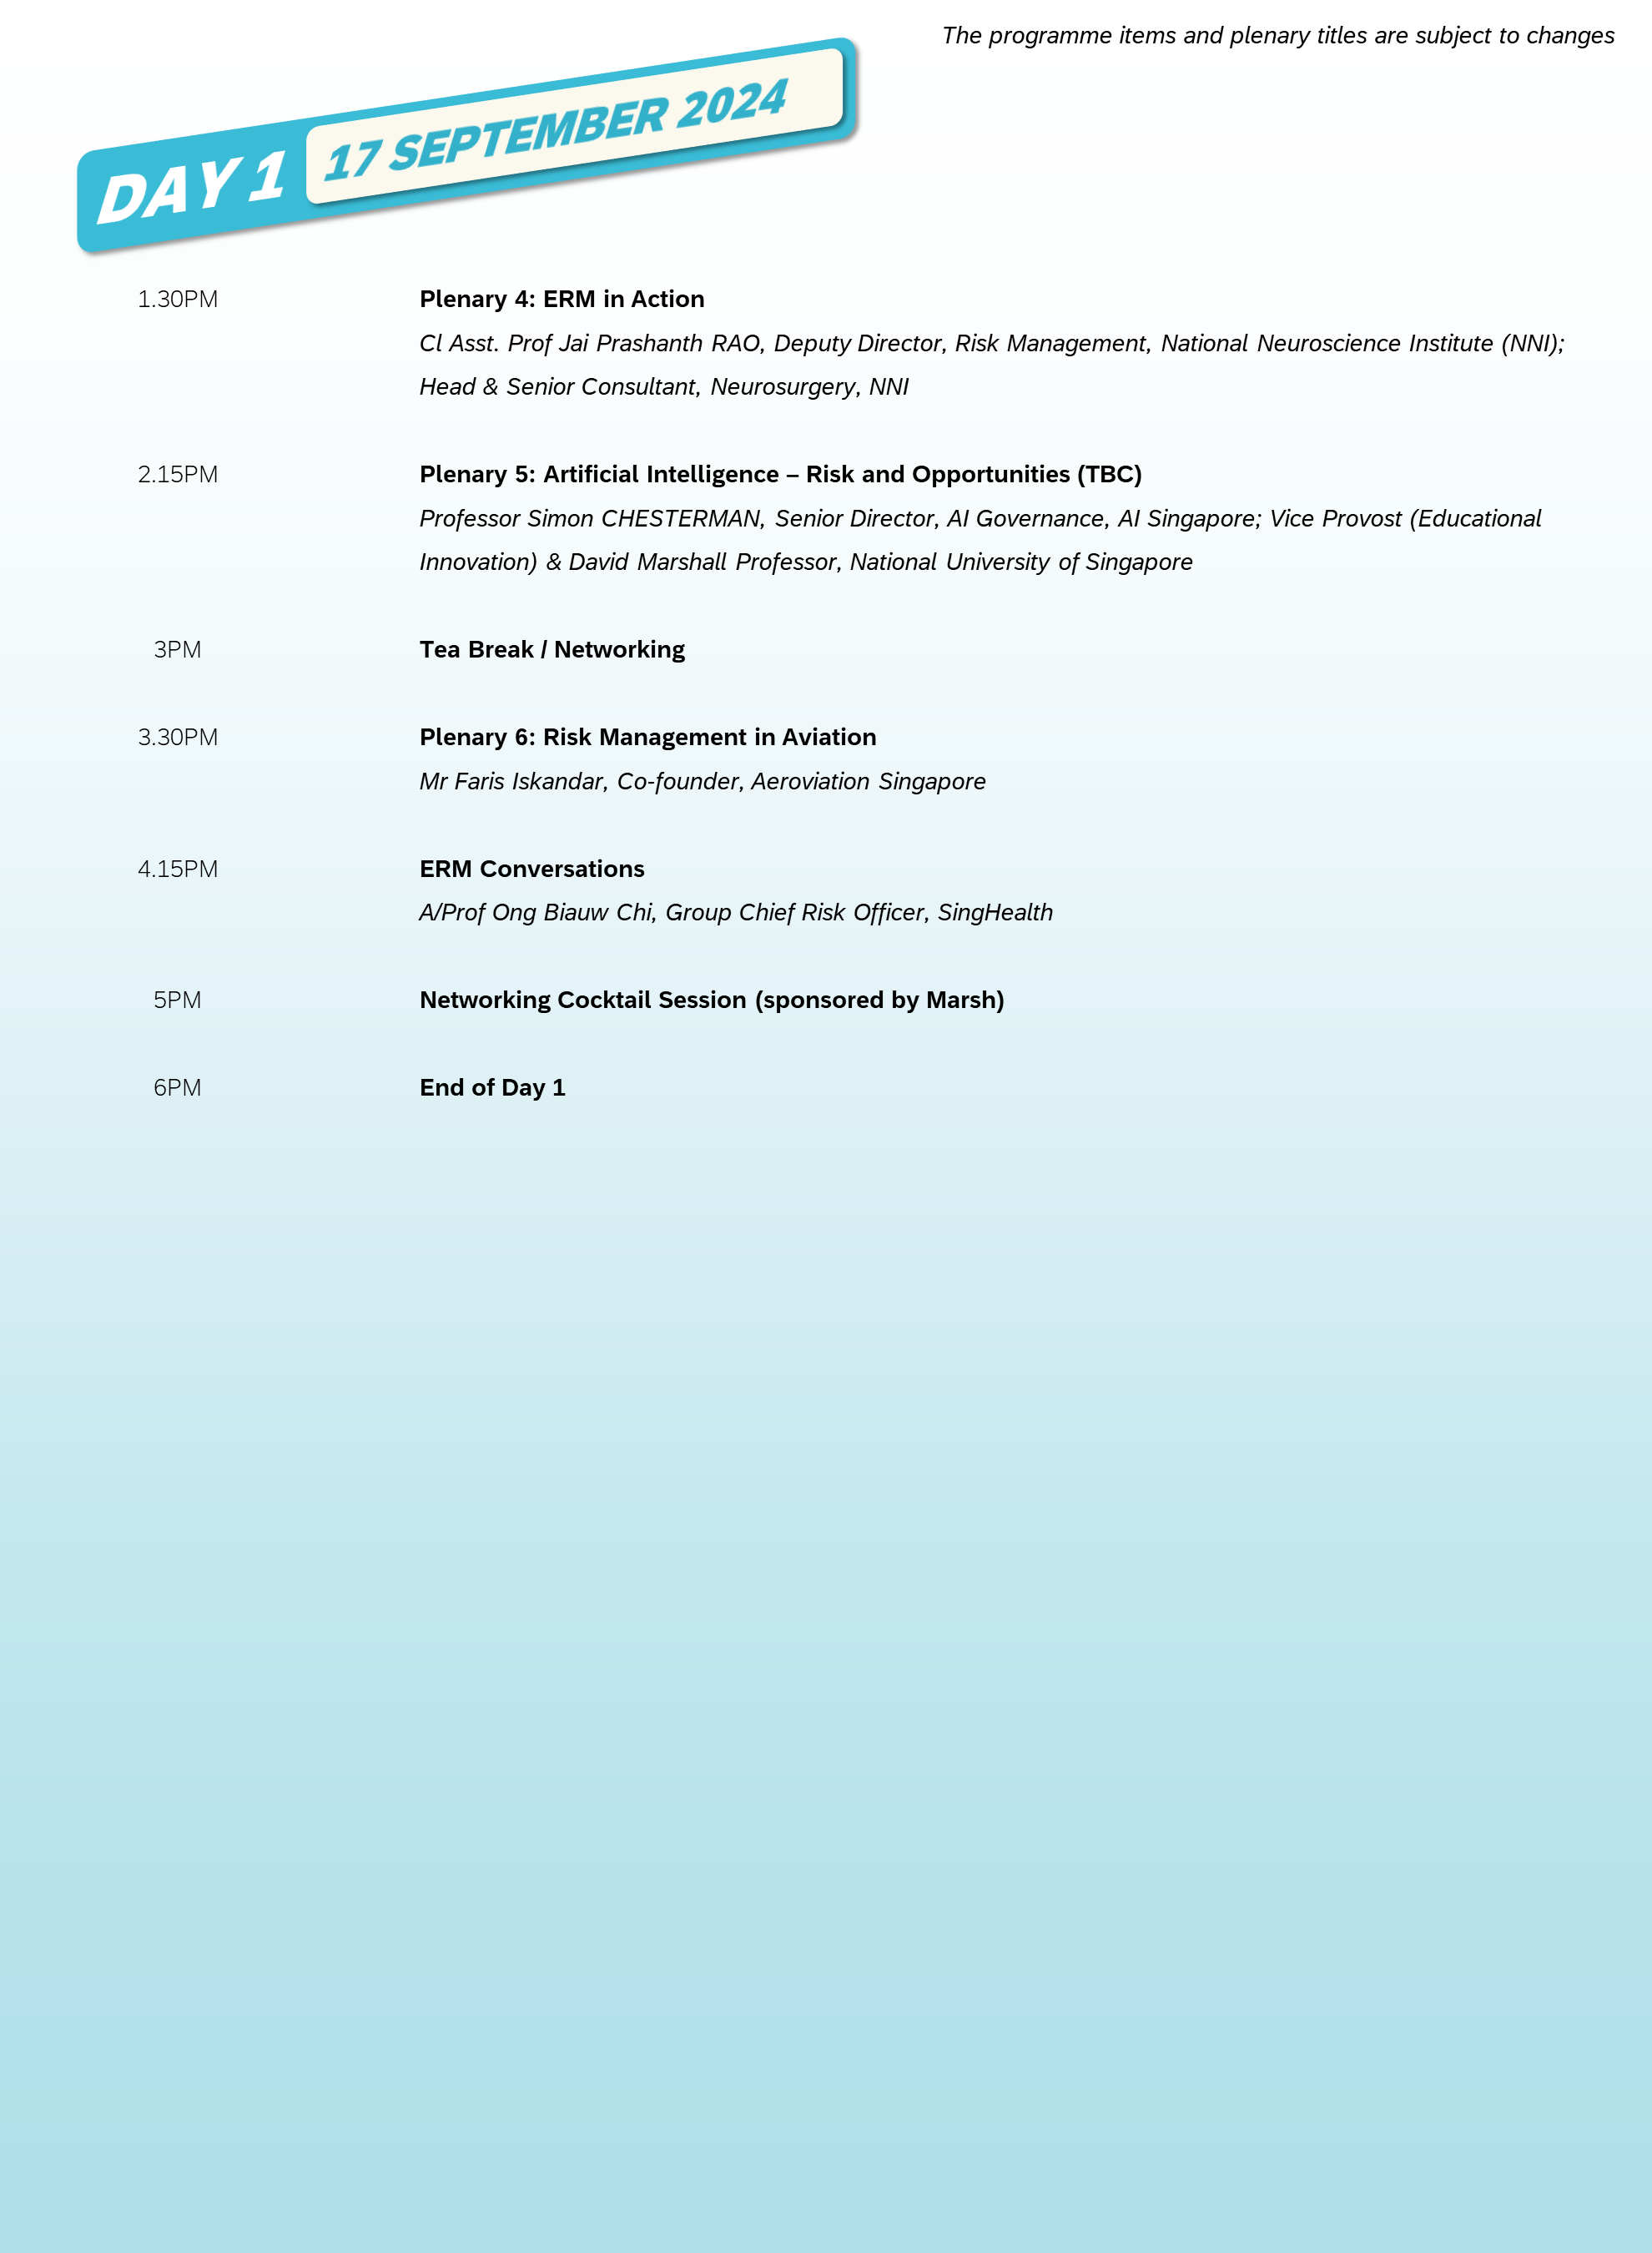 The programme items and plenary titles are subject to changes
DAY 1 17 SEPTEMBER 2024
1.30PM Plenary 4: ERM in Action
Cl Asst. Prof Jai Prashanth RAO, Deputy Director, Risk Management, National Neuroscience Institute (NNI);
Head & Senior Consultant, Neurosurgery, NNI
2.15PM Plenary 5: Artificial Intelligence – Risk and Opportunities (TBC)
Professor Simon CHESTERMAN, Senior Director, AI Governance, AI Singapore; Vice Provost (Educational
Innovation) & David Marshall Professor, National University of Singapore
3PM Tea Break / Networking
3.30PM Plenary 6: Risk Management in Aviation
Mr Faris Iskandar, Co-founder, Aeroviation Singapore
4.15PM ERM Conversations
A/Prof Ong Biauw Chi, Group Chief Risk Officer, SingHealth
5PM Networking Cocktail Session (sponsored by Marsh)
6PM End of Day 1